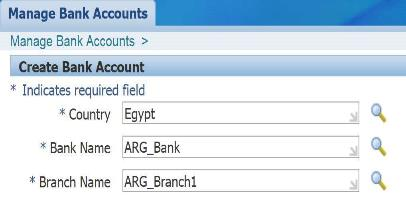 Manage Bank Accounts
Manage Bank Accounts >
Create Bank Account
* Indicates required field
* Country Egypt
* Bank Name ARG_Bank
* Branch Name ARG_Branch1